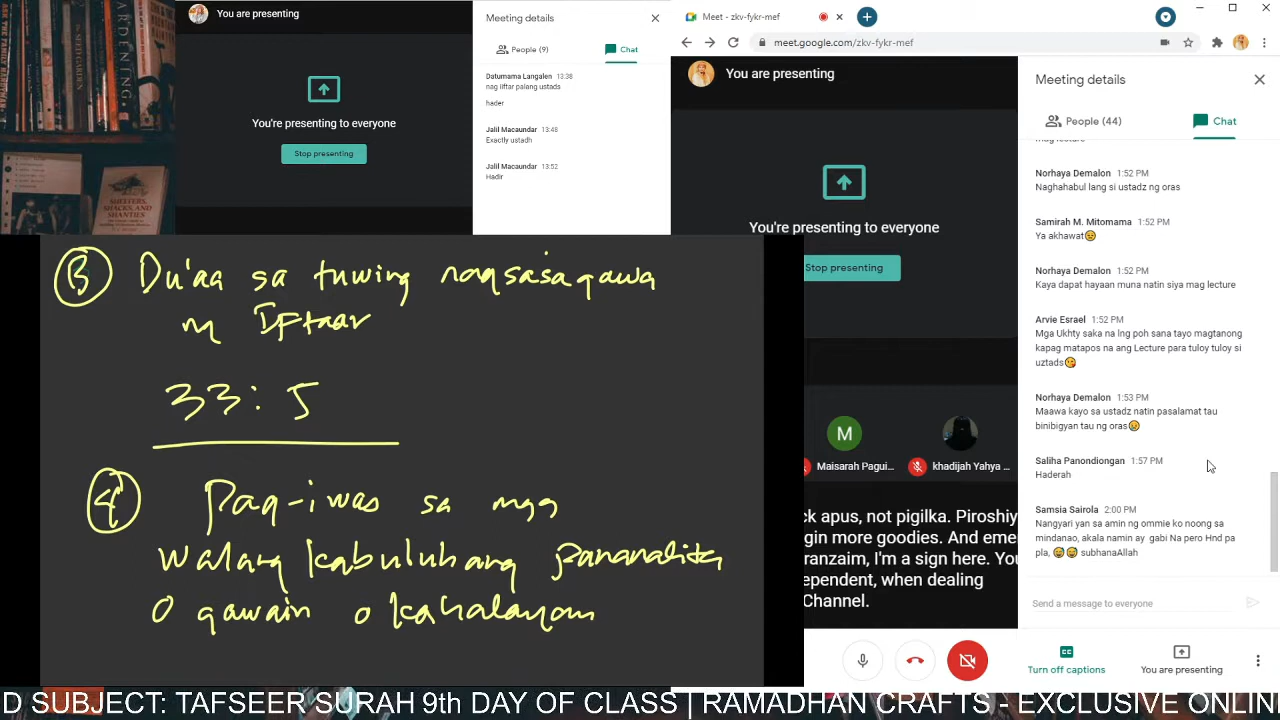 ARDENING
SHELTERS,
SHACKS, AND
SHANTIES
You are presenting
You're presenting to everyone
Stop presenting
Meeting details
People (9)
Chat
Datumama Langalen 13:38
nag iiftar palang ustads
hader
Jalil Macaundar 13:48
Exactly ustadh
Jalil Macaundar 13:52
Hadir
Meet - zkv-fykr-mef
meet.google.com/zkv-fykr-mef
You are presenting
You're presenting to everyone
Stop presenting
M
Maisarah Pagui...
khadijah Yahya ...
ck apus, not pigilka. Piroshiy
gin more goodies. And eme
ranzaim, I'm a sign here. You
ependent, when dealing
Channel.
Meeting details
People (44)
Chat
mag lecture
Norhaya Demalon 1:52 PM
Naghahabul lang si ustadz ng oras
Samirah M. Mitomama 1:52 PM
Ya akhawat😔
Norhaya Demalon 1:52 PM
Kaya dapat hayaan muna natin siya mag lecture
Arvie Esrael 1:52 PM
Mga Ukhty saka na lng poh sana tayo magtanong
kapag matapos na ang Lecture para tuloy tuloy si
uztads😘
Norhaya Demalon 1:53 PM
Maawa kayo sa ustadz natin pasalamat tau
binibigyan tau ng oras😄
Saliha Panondiongan 1:57 PM
Haderah
Samsia Sairola 2:00 PM
Nangyari yan sa amin ng ommie ko noong sa
mindanao, akala namin ay gabi Na pero Hnd pa
pla, 😅😅 subhanaAllah
Send a message to everyone
CC
Turn off captions
You are presenting
③ Du'aa sa tuwing nagsasagawa
ng Iftaar
33: 5
④ Pag-iwas sa mga
walang kabuluhang pananalita
o gawain o kahalayan
D SUBJECT: TAFSEER SURAH 9th DAY OF CLASS | RAMADHAN CRAFTS - EXCLUSIVE ONLIN